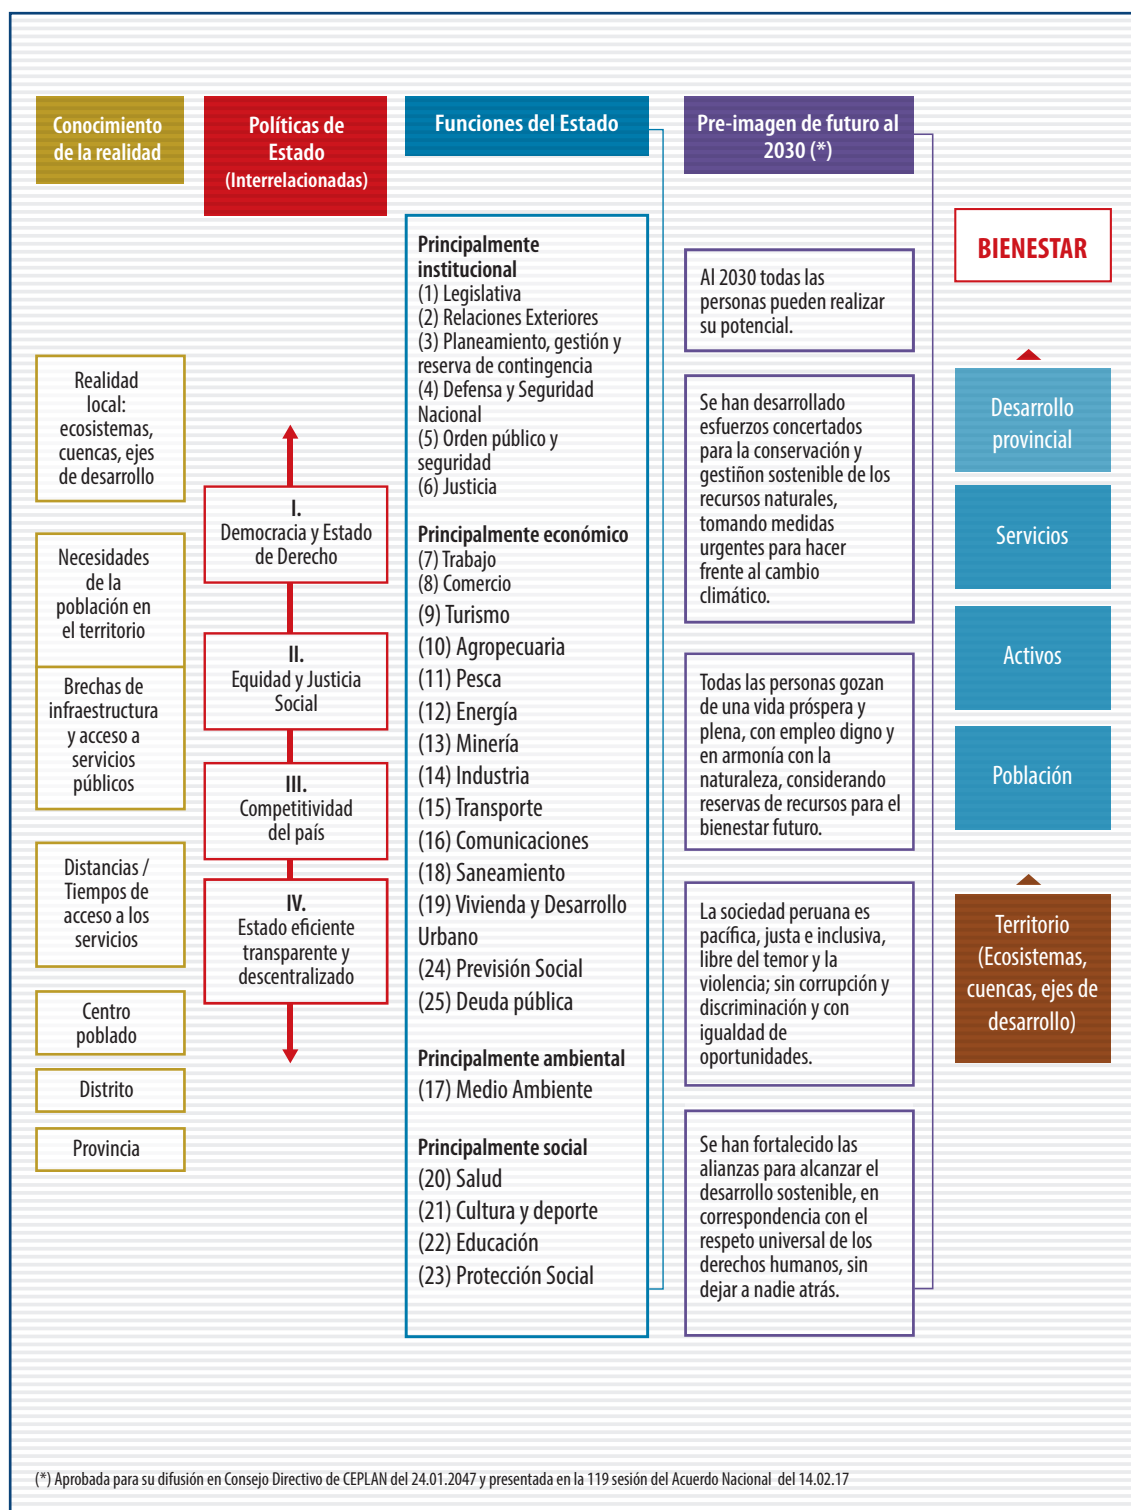 Conocimiento
de la realidad
Realidad
local:
ecosistemas,
cuencas, ejes
de desarrollo
Necesidades
de la
población en
el territorio
Brechas de
infraestructura
y acceso a
servicios
públicos
Distancias /
Tiempos de
acceso a los
servicios
Centro
poblado
Distrito
Provincia
Políticas de
Estado
(Interrelacionadas)
I.
Democracia y Estado
de Derecho
II.
Equidad y Justicia
Social
III.
Competitividad
del país
IV.
Estado eficiente
transparente y
descentralizado
Funciones del Estado
Principalmente
institucional
(1) Legislativa
(2) Relaciones Exteriores
(3) Planeamiento, gestión y
reserva de contingencia
(4) Defensa y Seguridad
Nacional
(5) Orden público y
seguridad
(6) Justicia
Principalmente económico
(7) Trabajo
(8) Comercio
(9) Turismo
(10) Agropecuaria
(11) Pesca
(12) Energía
(13) Minería
(14) Industria
(15) Transporte
(16) Comunicaciones
(18) Saneamiento
(19) Vivienda y Desarrollo
Urbano
(24) Previsión Social
(25) Deuda pública
Principalmente ambiental
(17) Medio Ambiente
Principalmente social
(20) Salud
(21) Cultura y deporte
(22) Educación
(23) Protección Social
Pre-imagen de futuro al
2030 (*)
Al 2030 todas las
personas pueden realizar
su potencial.
Se han desarrollado
esfuerzos concertados
para la conservación y
gestiñon sostenible de los
recursos naturales,
tomando medidas
urgentes para hacer
frente al cambio
climático.
Todas las personas gozan
de una vida próspera y
plena, con empleo digno y
en armonía con la
naturaleza, considerando
reservas de recursos para el
bienestar futuro.
La sociedad peruana es
pacífica, justa e inclusiva,
libre del temor y la
violencia; sin corrupción y
discriminación y con
igualdad de
oportunidades.
Se han fortalecido las
alianzas para alcanzar el
desarrollo sostenible, en
correspondencia con el
respeto universal de los
derechos humanos, sin
dejar a nadie atrás.
BIENESTAR
Desarrollo
provincial
Servicios
Activos
Población
Territorio
(Ecosistemas,
cuencas, ejes de
desarrollo)
(*) Aprobada para su difusión en Consejo Directivo de CEPLAN del 24.01.2047 y presentada en la 119 sesión del Acuerdo Nacional del 14.02.17